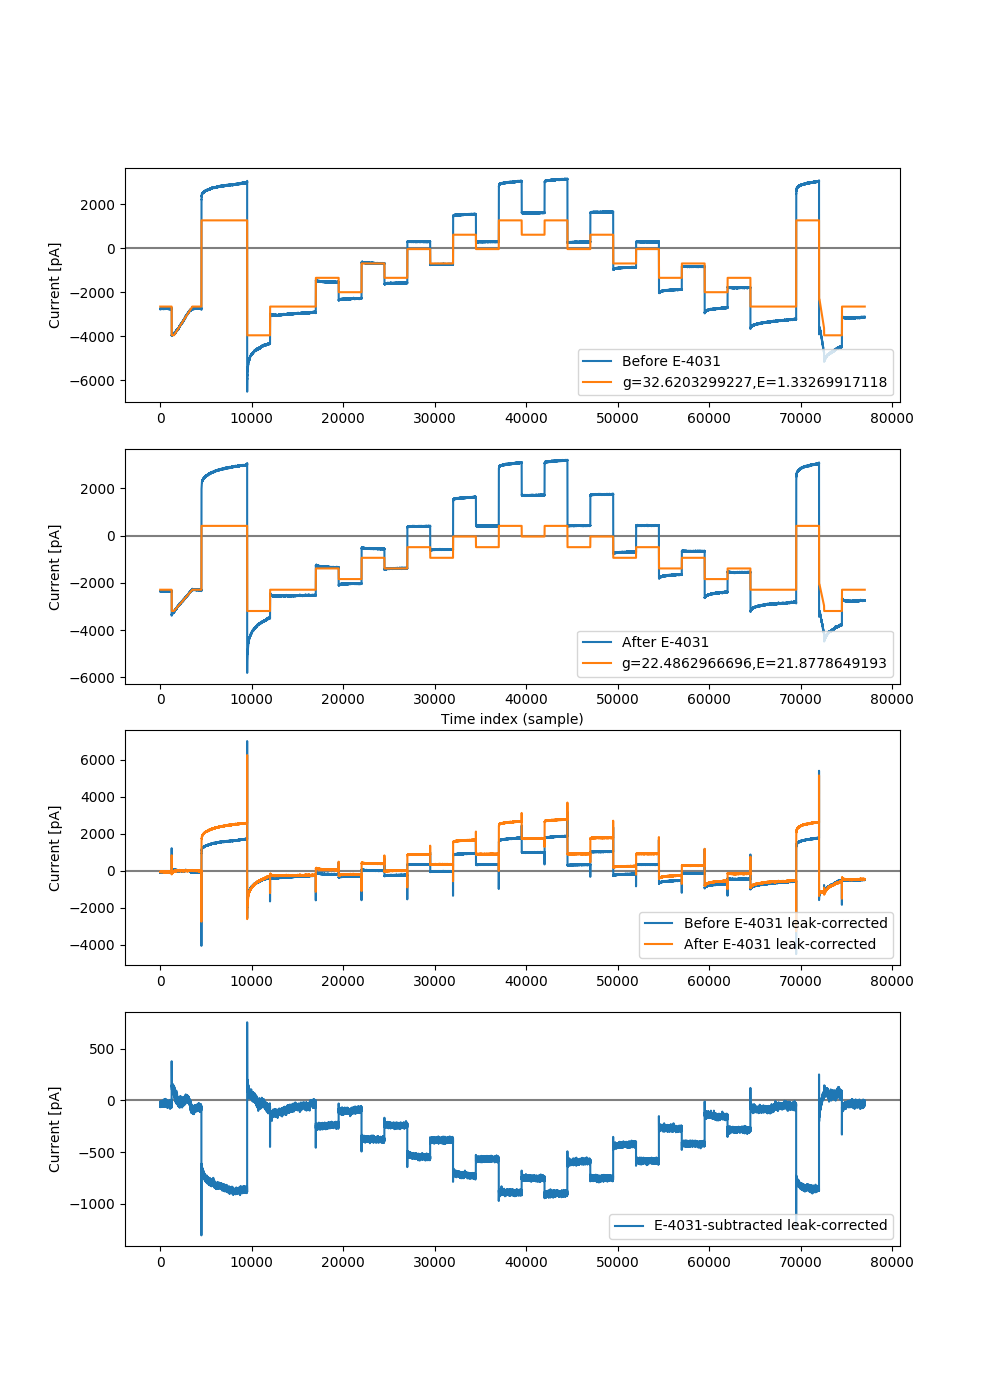 2000
0
−2000
−4000
−6000
Current [pA]
Before E-4031
g=32.6203299227,E=1.33269917118
0 10000 20000 30000 40000 50000 60000 70000 80000
2000
0
−2000
−4000
−6000
Current [pA]
After E-4031
g=22.4862966696,E=21.8778649193
0 10000 20000 30000 40000 50000 60000 70000 80000
Time index (sample)
6000
4000
2000
0
−2000
−4000
Current [pA]
Before E-4031 leak-corrected
After E-4031 leak-corrected
0 10000 20000 30000 40000 50000 60000 70000 80000
500
0
−500
−1000
Current [pA]
E-4031-subtracted leak-corrected
0 10000 20000 30000 40000 50000 60000 70000 80000